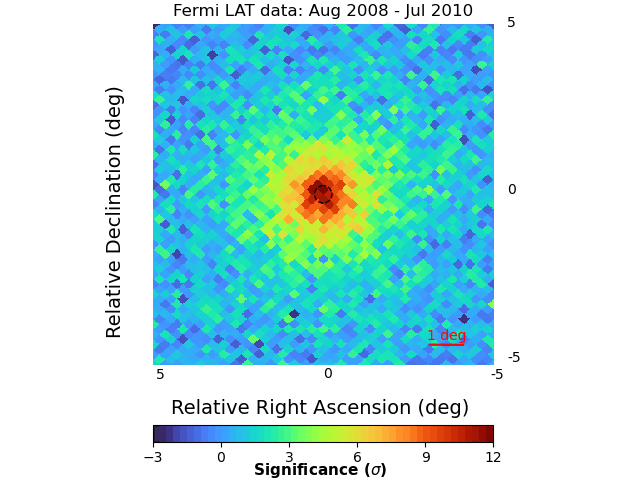 Fermi LAT data: Aug 2008 - Jul 2010
5
0
-5
Relative Declination (deg)
1 deg
5 0 -5
Relative Right Ascension (deg)
−3 0 3 6 9 12
Significance (σ)